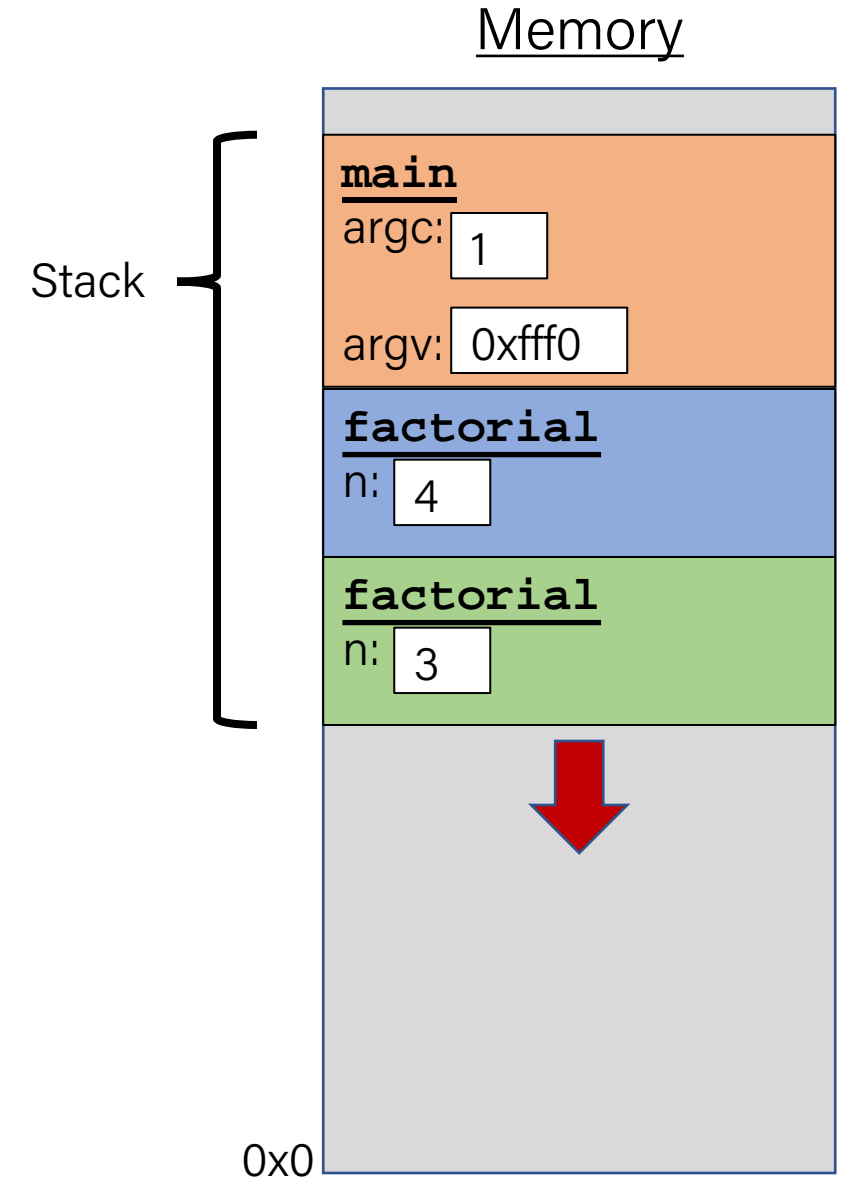 Memory
Stack
main
argc: 1
argv: 0xfff0
factorial
n: 4
factorial
n: 3
0x0